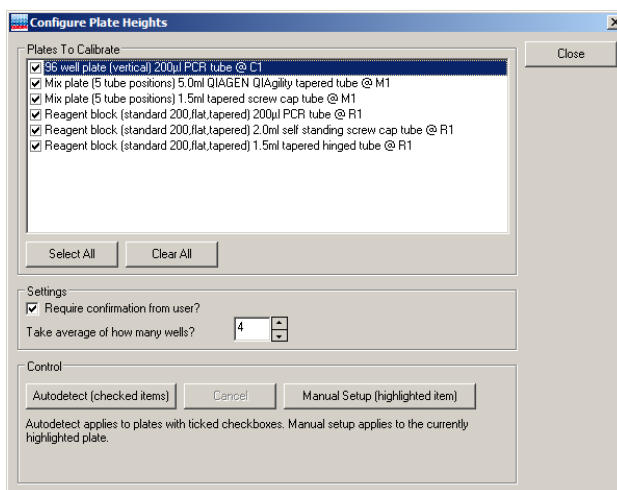 Configure Plate Heights
Plates To Calibrate
Close
96 well plate (vertical) 200µl PCR tube @ C1
Mix plate (5 tube positions) 5.0ml QIAGEN QIAgility tapered tube @ M1
Mix plate (5 tube positions) 1.5ml tapered screw cap tube @ M1
Reagent block (standard 200,flat,tapered) 200µl PCR tube @ R1
Reagent block (standard 200,flat,tapered) 2.0ml self standing screw cap tube @ R1
Reagent block (standard 200,flat,tapered) 1.5ml tapered hinged tube @ R1
Select All Clear All
Settings
Require confirmation from user?
Take average of how many wells? 4
Control
Autodetect (checked items) Cancel Manual Setup (highlighted item)
Autodetect applies to plates with ticked checkboxes. Manual setup applies to the currently
highlighted plate.